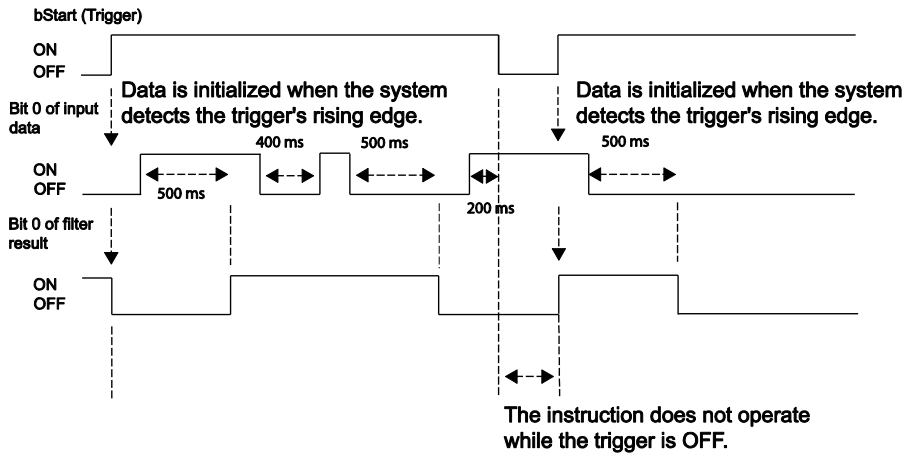 bStart (Trigger)
ON
OFF
Data is initialized when the system
detects the trigger's rising edge.
Data is initialized when the system
detects the trigger's rising edge.
Bit 0 of input
data
400 ms
500 ms
500 ms
ON
OFF
500 ms
200 ms
Bit 0 of filter
result
ON
OFF
The instruction does not operate
while the trigger is OFF.